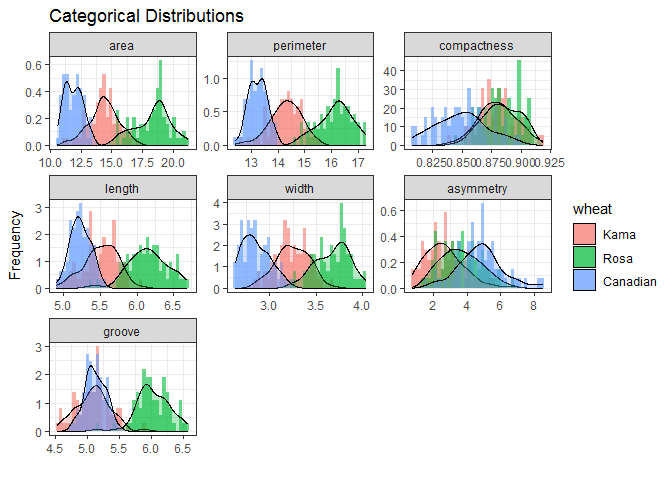 Categorical Distributions
area perimeter compactness
0.6
0.4
0.2
0.0
10.0 12.5 15.0 17.5 20.0
1.0
0.5
0.0
13 14 15 16 17
40
30
20
10
0
0.825 0.850 0.875 0.900 0.925
length width asymmetry
3
2
1
0
5.0 5.5 6.0 6.5
4
3
2
1
0
3.0 3.5 4.0
0.6
0.4
0.2
0.0
2 4 6 8
groove
3
2
1
0
4.5 5.0 5.5 6.0 6.5
Frequency
wheat
Kama
Rosa
Canadian